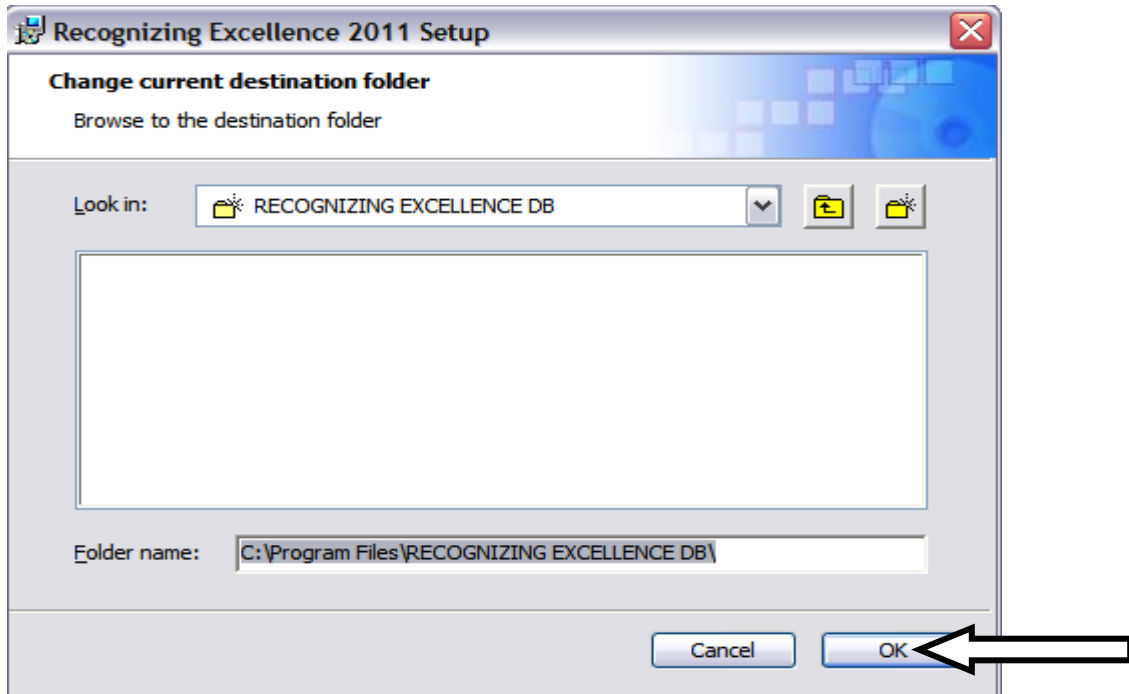 Recognizing Excellence 2011 Setup
Change current destination folder
Browse to the destination folder
Look in: RECOGNIZING EXCELLENCE DB
Folder name: C:\Program Files\RECOGNIZING EXCELLENCE DB\
Cancel OK